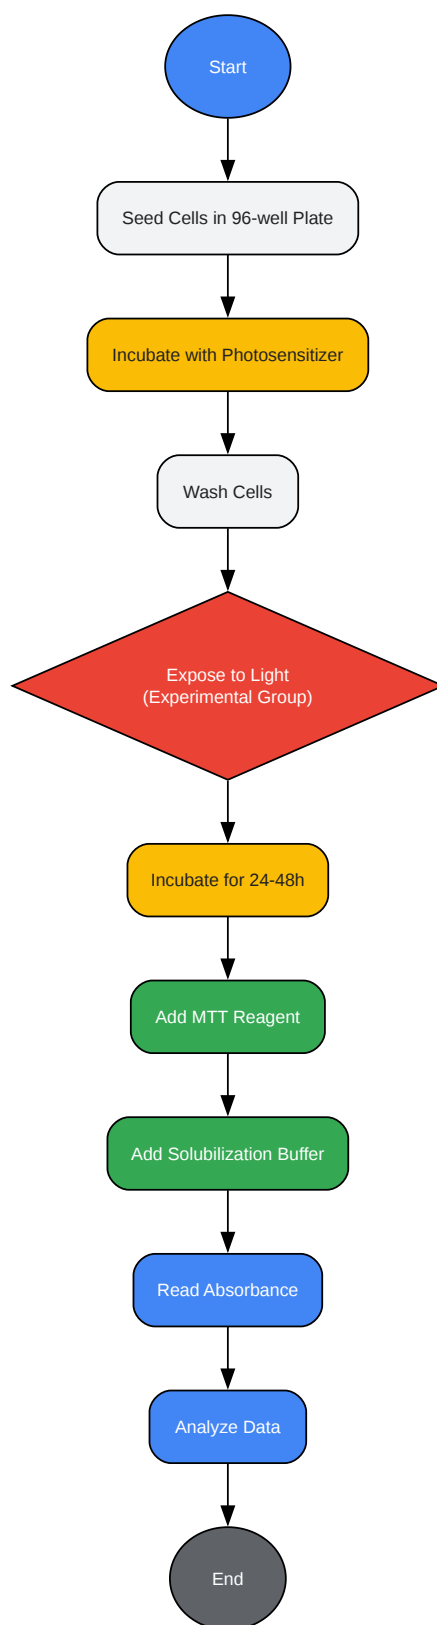 Start
Seed Cells in 96-well Plate
Incubate with Photosensitizer
Wash Cells
Expose to Light
(Experimental Group)
Incubate for 24-48h
Add MTT Reagent
Add Solubilization Buffer
Read Absorbance
Analyze Data
End